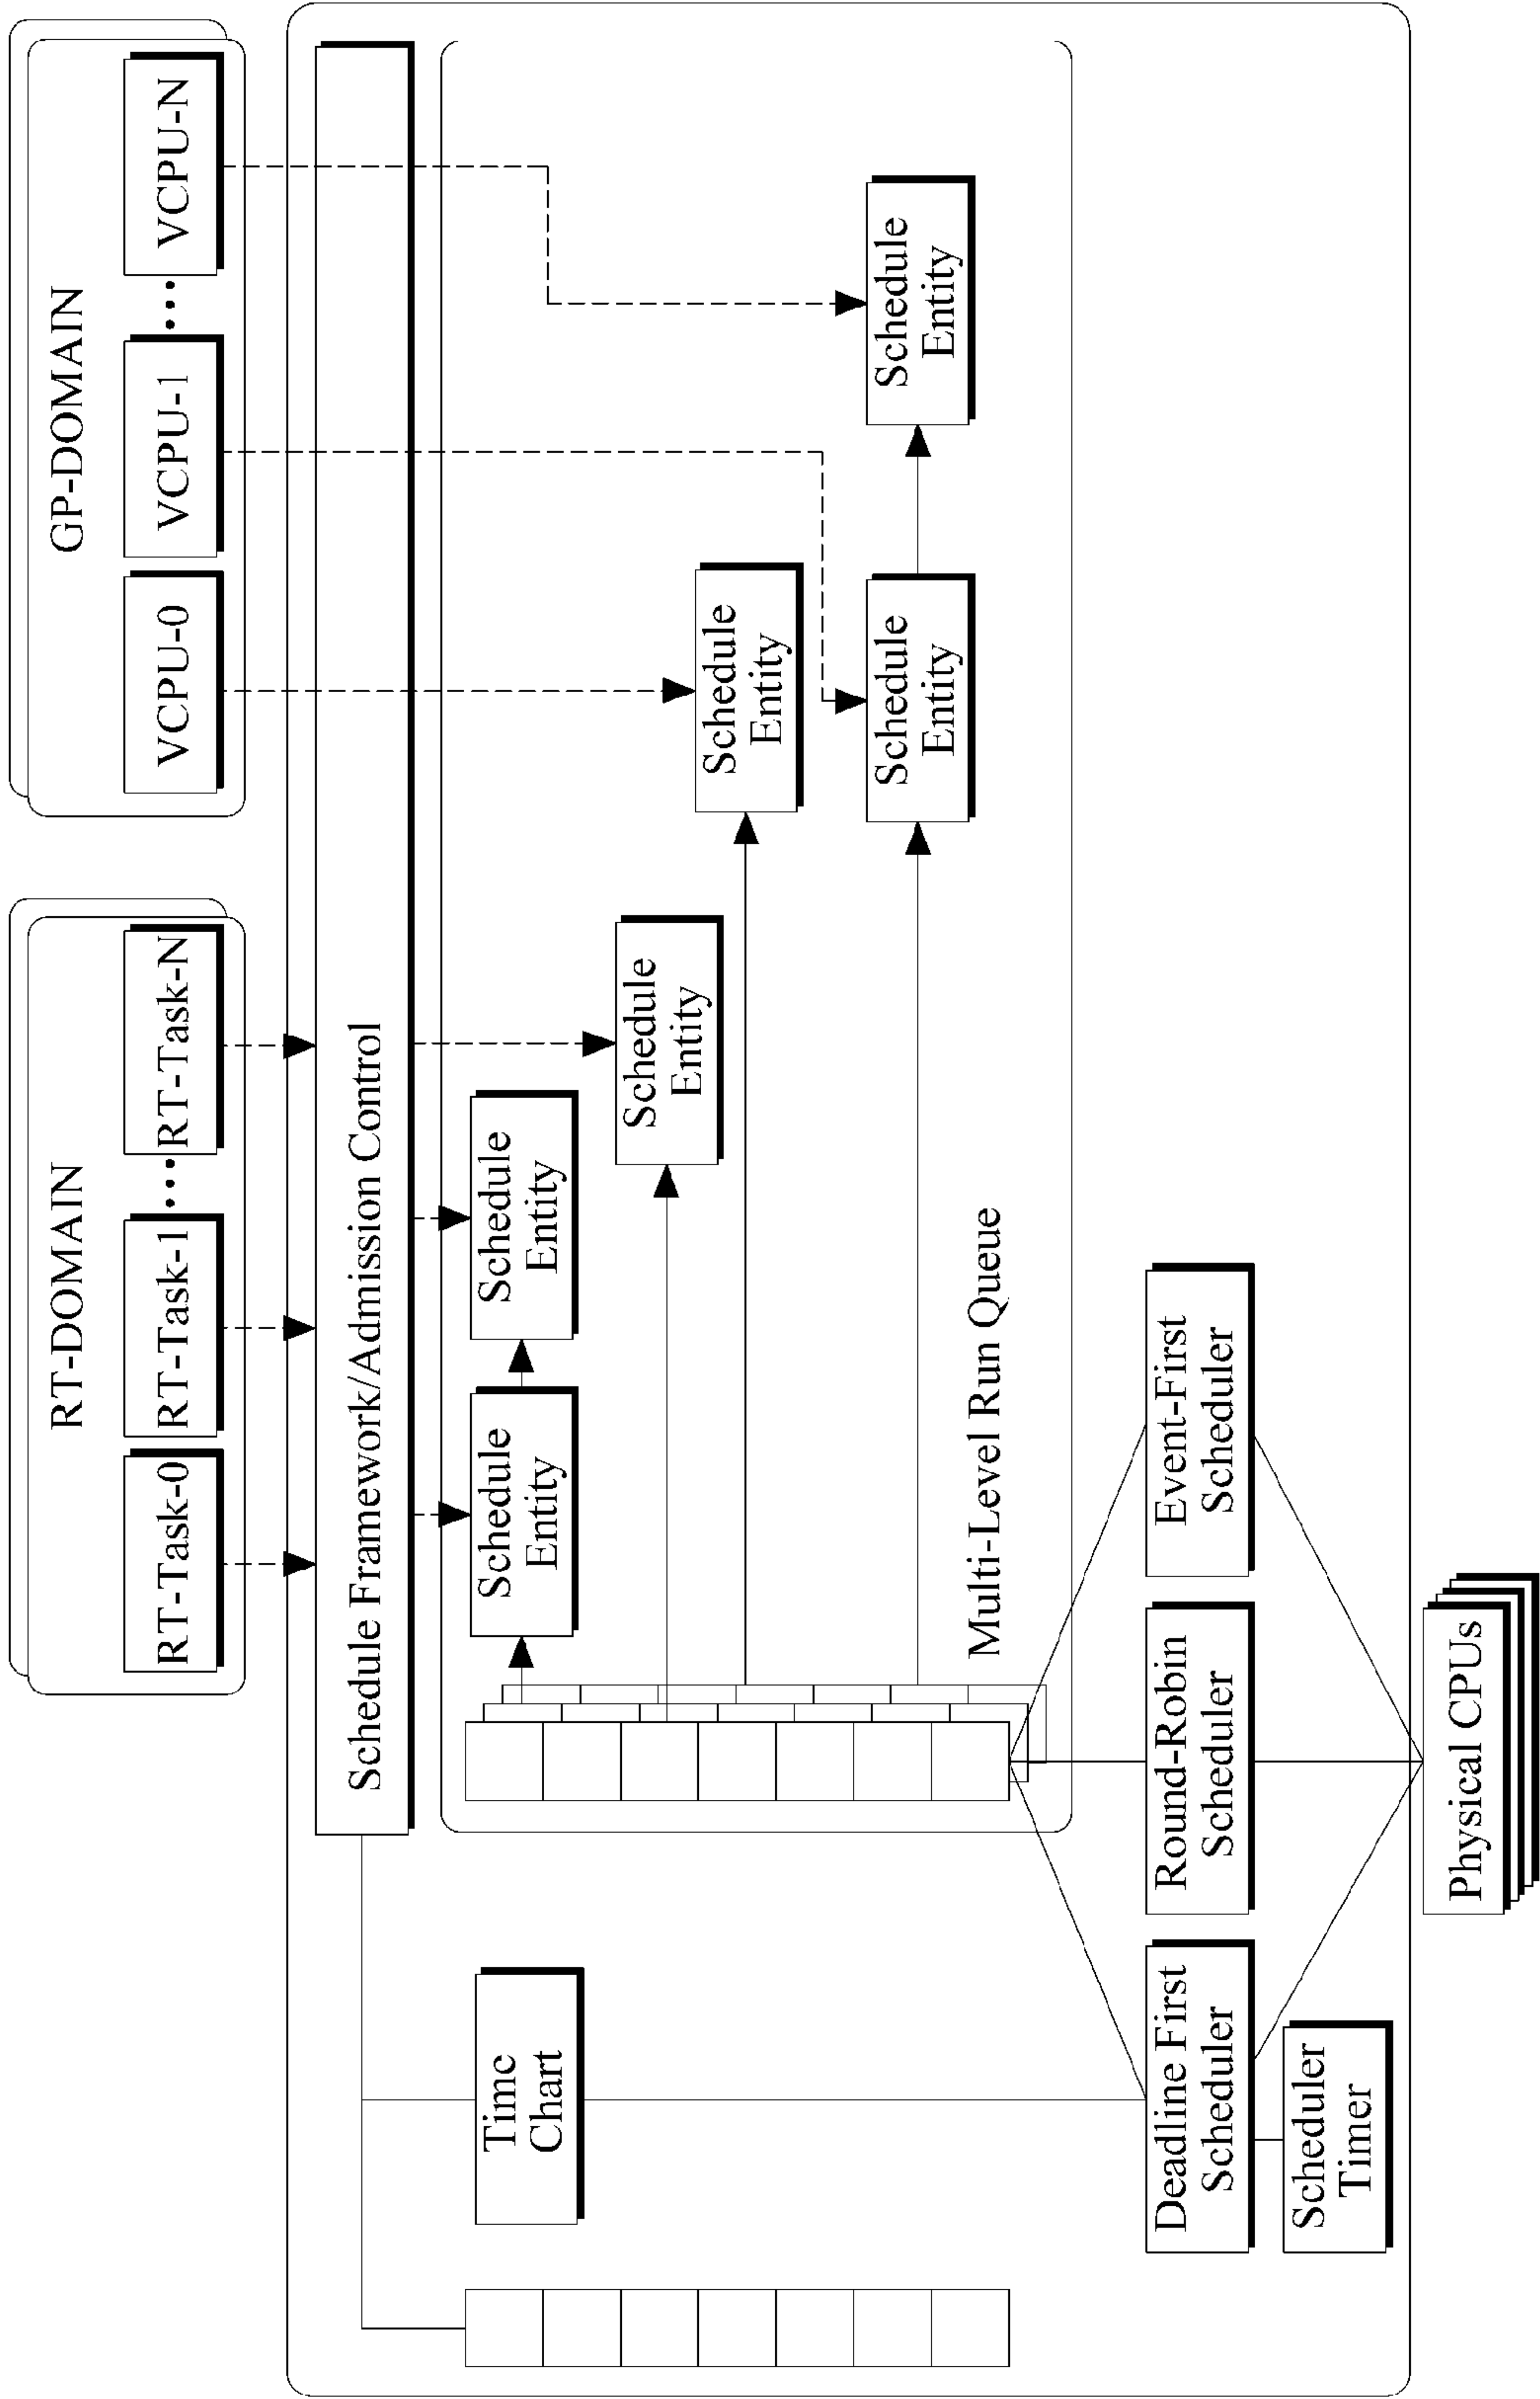 RT-DOMAIN
RT-Task-0
RT-Task-1
...
RT-Task-N
GP-DOMAIN
VCPU-0
VCPU-1
...
VCPU-N
Schedule Framework/Admission Control
Time
Chart
Schedule
Entity
Schedule
Entity
Schedule
Entity
Schedule
Entity
Schedule
Entity
Schedule
Entity
Multi-Level Run Queue
Deadline First
Scheduler
Round-Robin
Scheduler
Event-First
Scheduler
Scheduler
Timer
Physical CPUs